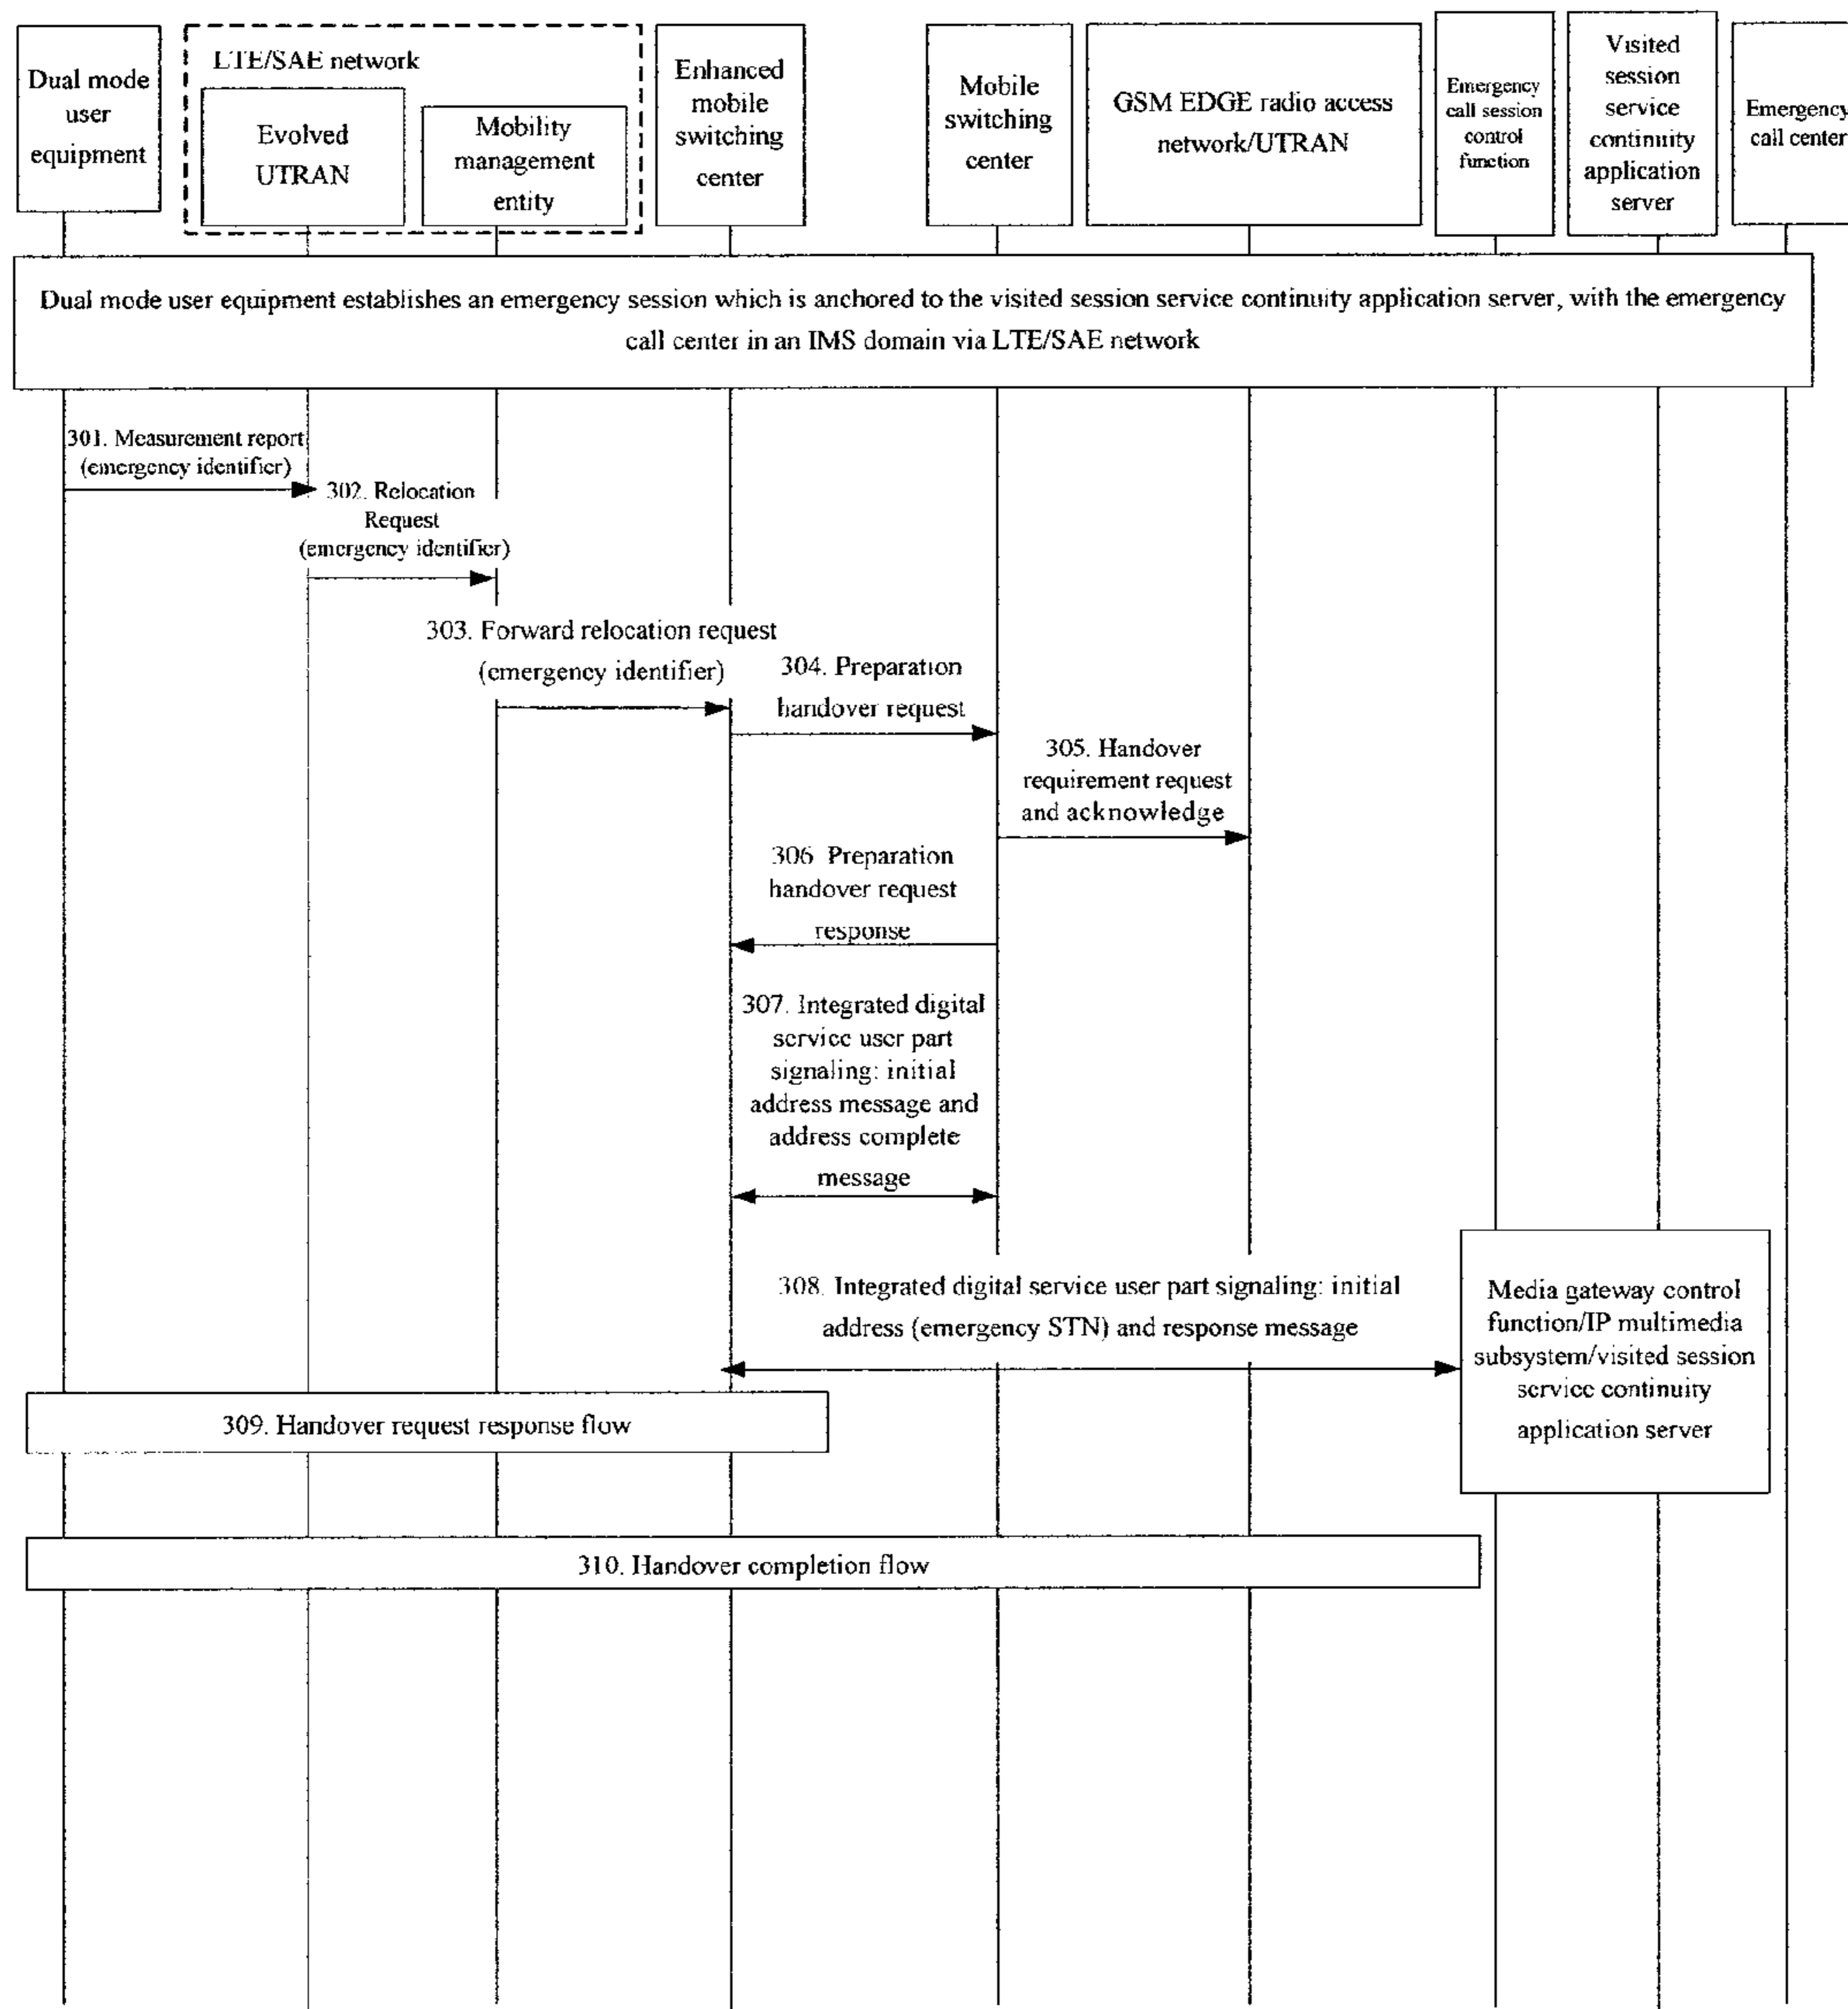 Dual mode
user
equipment
LTE/SAE network
Evolved
UTRAN
Mobility
management
entity
Enhanced
mobile
switching
center
Mobile
switching
center
GSM EDGE radio access
network/UTRAN
Emergency
call session
control
function
Visited
session
service
continuity
application
server
Emergency
call center
Dual mode user equipment establishes an emergency session which is anchored to the visited session service continuity application server, with the emergency
call center in an IMS domain via LTE/SAE network
301. Measurement report
(emergency identifier)
302. Relocation
Request
(emergency identifier)
303. Forward relocation request
(emergency identifier)
304. Preparation
handover request
305. Handover
requirement request
and acknowledge
306 Preparation
handover request
response
307. Integrated digital
service user part
signaling: initial
address message and
address complete
message
308. Integrated digital service user part signaling: initial
address (emergency STN) and response message
Media gateway control
function/IP multimedia
subsystem/visited session
service continuity
application server
309. Handover request response flow
310. Handover completion flow